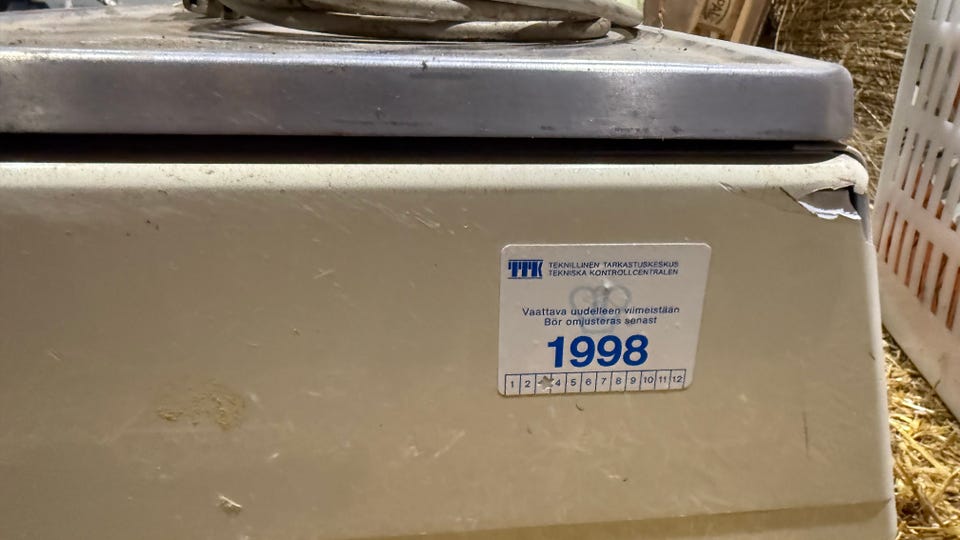 TTK TEKNILLINEN TARKASTUSKESKUS
TEKNISKA KONTROLLCENTRALEN
Vaattava uudelleen viimeistään
Bör omjusteras senast
1998
1 2 4 5 6 7 8 9 10 11 12